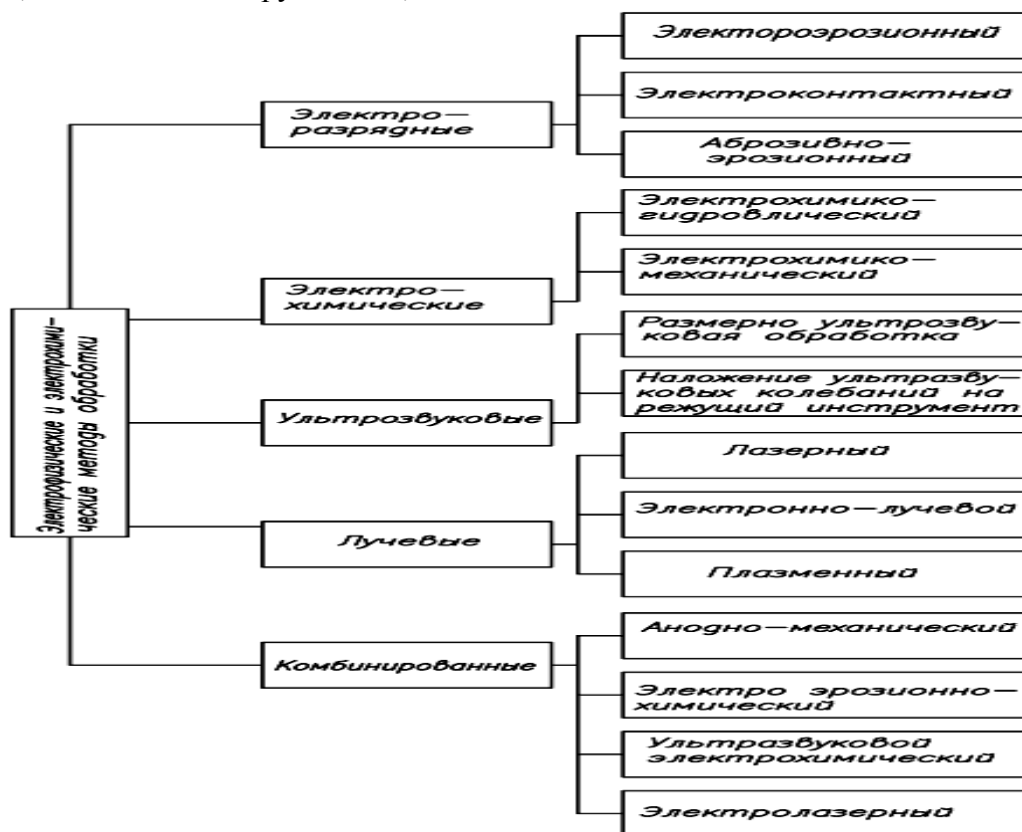 Электороэрозионный
Электроконтактный
Электро—
разрядные
Аброзивно—
эрозионный
Электрохимико—
гидровлический
Электрохимико—
механический
Электро—
химические
Размерно ультрозву—
ковая обработка
Электрофизические и электрохими—
ческие методы обработки
Наложение ультразву—
ковых колебаний на
режущий инструмент
Ультрозвуковые
Лазерный
Электронно—лучевой
Лучевые
Плазменный
Анодно—механический
Комбинированные
Электро эрозионно—
химический
Ультразвуковой
электрохимический
Электролазерный